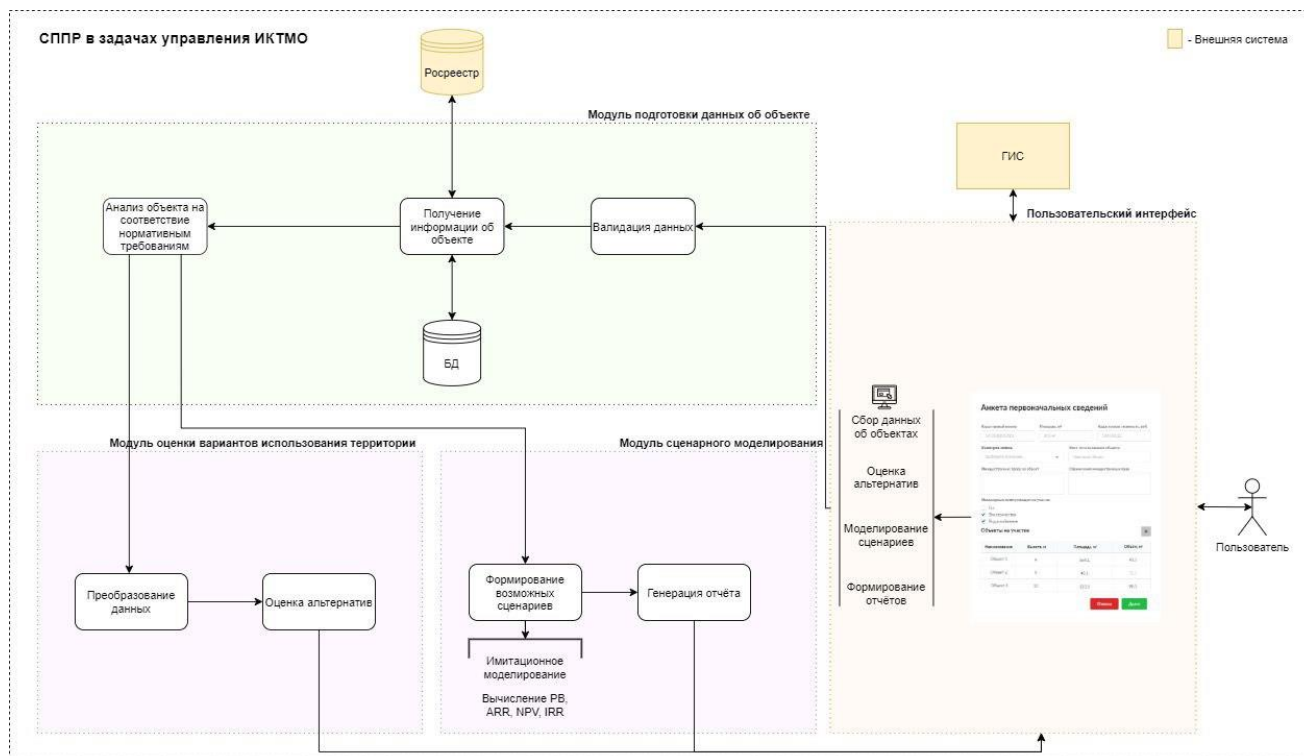 СППР в задачах управления ИКТМО
- Внешняя система
Росреестр
Модуль подготовки данных об объекте
ГИС
Анализ объекта на
соответствие
нормативным
требованиям
Получение
информации об
объекте
Валидация данных
Пользовательский интерфейс
БД
Сбор данных
об объектах
Оценка
альтернатив
Моделирование
сценариев
Формирование
отчётов
Анкета первоначальных сведений
Объекты на участке
Пользователь
Модуль оценки вариантов использования территории
Модуль сценарного моделирования
Преобразование
данных
Оценка альтернатив
Формирование
возможных
сценариев
Генерация отчёта
Имитационное
моделирование
Вычисление PB,
ARR, NPV, IRR